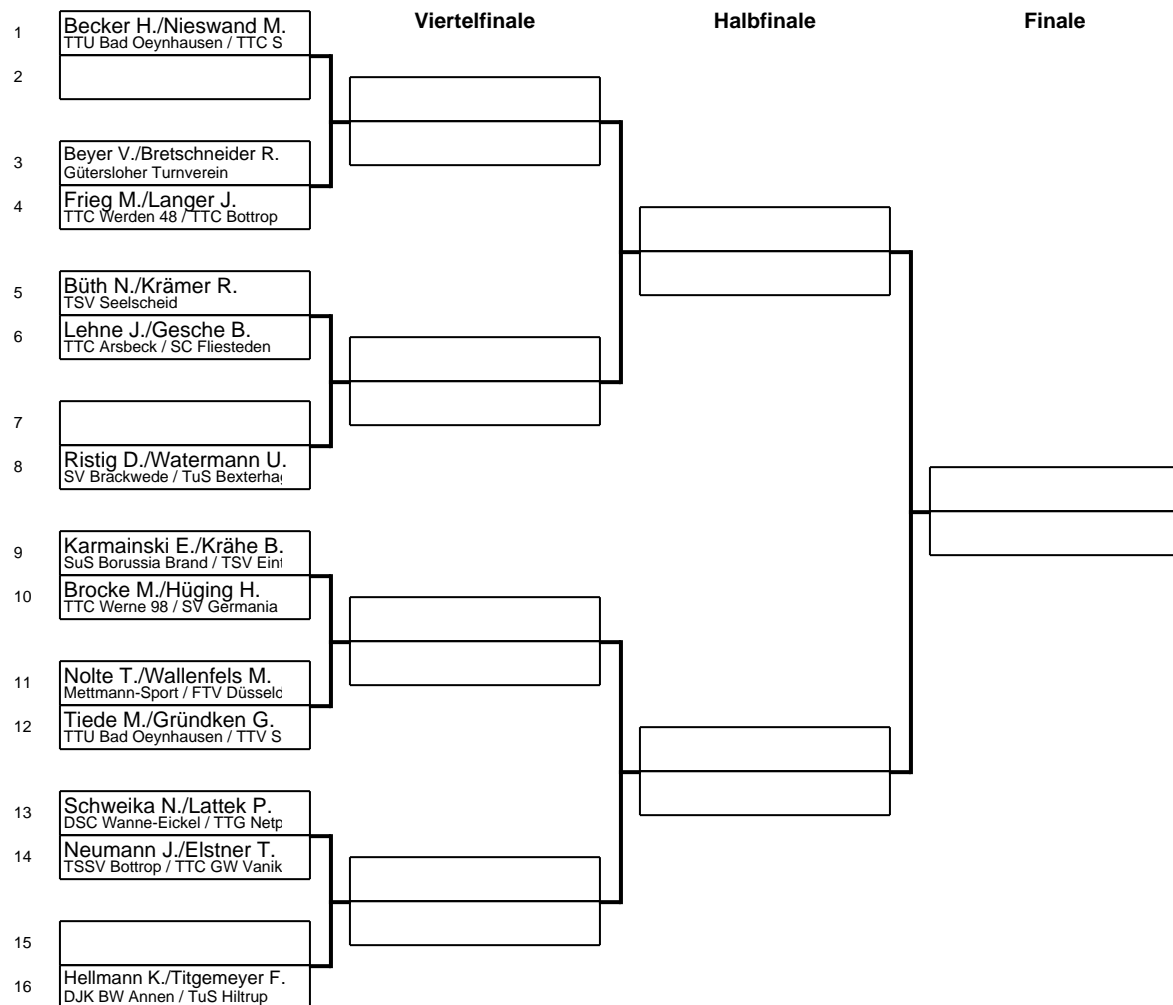 Viertelfinale Halbfinale Finale
1 Becker H./Nieswand M.
TTU Bad Oeynhausen / TTC S
2
3 Beyer V./Bretschneider R.
Gütersloher Turnverein
4 Frieg M./Langer J.
TTC Werden 48 / TTC Bottrop
5 Büth N./Krämer R.
TSV Seelscheid
6 Lehne J./Gesche B.
TTC Arsbeck / SC Fliesteden
7
8 Ristig D./Watermann U.
SV Brackwede / TuS Bexterha
9 Karmainski E./Krähe B.
SuS Borussia Brand / TSV Ein
10 Brocke M./Hüging H.
TTC Werne 98 / SV Germania
11 Nolte T./Wallenfels M.
Mettmann-Sport / FTV Düsseld
12 Tiede M./Gründken G.
TTU Bad Oeynhausen / TTV S
13 Schweika N./Lattek P.
DSC Wanne-Eickel / TTG Netp
14 Neumann J./Elstner T.
TSSV Bottrop / TTC GW Vanik
15
16 Hellmann K./Titgemeyer F.
DJK BW Annen / TuS Hiltrup